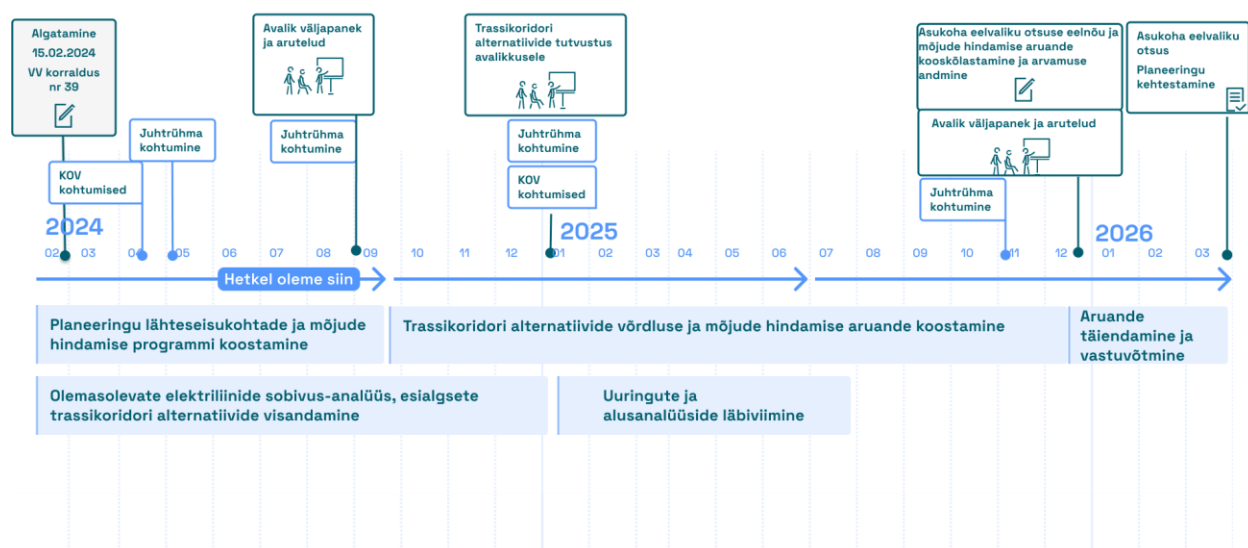 Algatamine
15.02.2024
VV korraldus
nr 39
Avalik väljapanek
ja arutelud
Trassikoridori
alternatiivide tutvustus
avalikkusele
Asukoha eelvaliku otsuse eelnõu ja
mõjude hindamise aruande
kooskõlastamine ja arvamuse
andmine
Asukoha eelvaliku
otsus
Planeeringu
kehtestamine
Juhtrühma
kohtumine
Juhtrühma
kohtumine
Juhtrühma
kohtumine
Avalik väljapanek ja arutelud
KOV
kohtumised
KOV
kohtumised
Juhtrühma
kohtumine
2024
2025
2026
02 03 04 05 06 07 08 09 10 11 12 01 02 03 04 05 06 07 08 09 10 11 12 01 02 03
Hetkel oleme siin
Planeeringu lähteseisukohtade ja mõjude
hindamise programmi koostamine
Trassikoridori alternatiivide võrdluse ja mõjude hindamise aruande koostamine
Aruande
täiendamine ja
vastuvõtmine
Olemasolevate elektriliinide sobivus-analüüs, esialgsete
trassikoridori alternatiivide visandamine
Uuringute ja
alusanalüüside läbiviimine